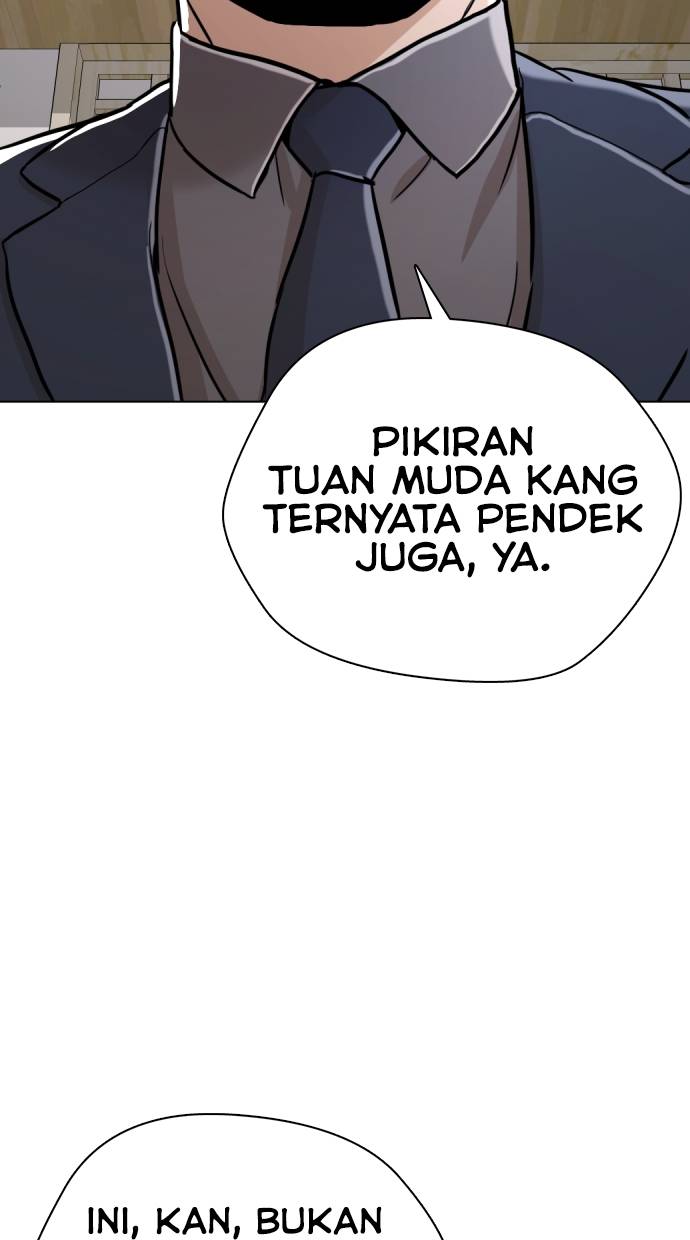 PIKIRAN
TUAN MUDA KANG
TERNYATA PENDEK
JUGA, YA.
INI, KAN, BUKAN